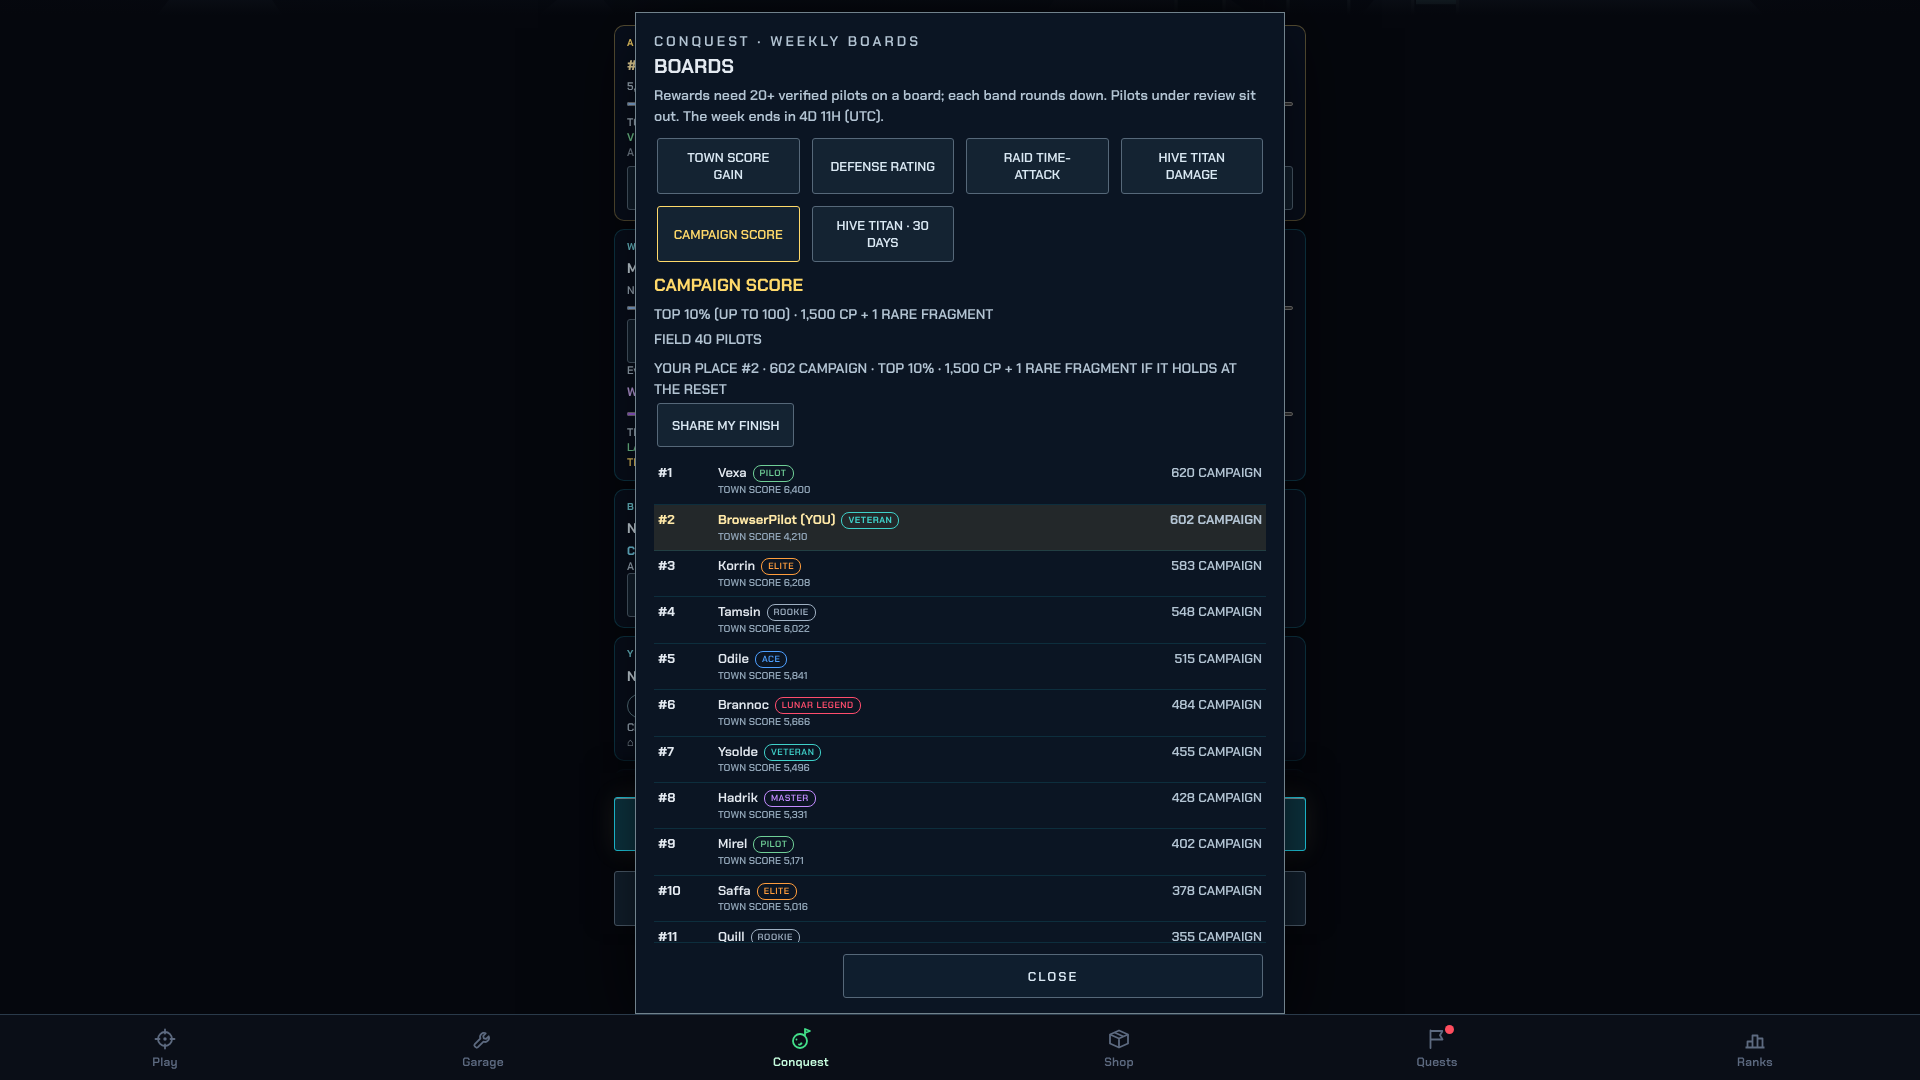 CONQUEST · WEEKLY BOARDS
BOARDS
Rewards need 20+ verified pilots on a board; each band rounds down. Pilots under review sit
out. The week ends in 4D 11H (UTC).
TOWN SCORE
GAIN
DEFENSE RATING
RAID TIME-
ATTACK
HIVE TITAN
DAMAGE
CAMPAIGN SCORE
HIVE TITAN · 30
DAYS
CAMPAIGN SCORE
TOP 10% (UP TO 100) · 1,500 CP + 1 RARE FRAGMENT
FIELD 40 PILOTS
YOUR PLACE #2 · 602 CAMPAIGN · TOP 10% · 1,500 CP + 1 RARE FRAGMENT IF IT HOLDS AT
THE RESET
SHARE MY FINISH
#1 Vexa PILOT 620 CAMPAIGN
TOWN SCORE 6,400
#2 BrowserPilot (YOU) VETERAN 602 CAMPAIGN
TOWN SCORE 4,210
#3 Korrin ELITE 583 CAMPAIGN
TOWN SCORE 6,208
#4 Tamsin ROOKIE 548 CAMPAIGN
TOWN SCORE 6,022
#5 Odile ACE 515 CAMPAIGN
TOWN SCORE 5,841
#6 Brannoc LUNAR LEGEND 484 CAMPAIGN
TOWN SCORE 5,666
#7 Ysolde VETERAN 455 CAMPAIGN
TOWN SCORE 5,496
#8 Hadrik MASTER 428 CAMPAIGN
TOWN SCORE 5,331
#9 Mirel PILOT 402 CAMPAIGN
TOWN SCORE 5,171
#10 Saffa ELITE 378 CAMPAIGN
TOWN SCORE 5,016
#11 Quill ROOKIE 355 CAMPAIGN
CLOSE
Play
Garage
Conquest
Shop
Quests
Ranks